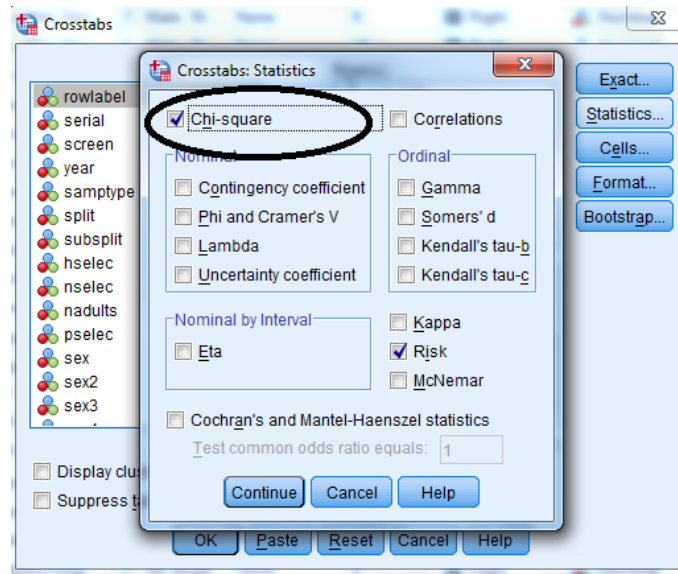 Crosstabs
rowlabel
serial
screen
year
samptype
split
subsplit
hselec
nselec
nadults
pselec
sex
sex2
sex3
Display clu
Suppress t
Exact...
Statistics...
Cells...
Format...
Bootstrap...
Crosstabs: Statistics
Chi-square
Correlations
Nominal
Contingency coefficient
Phi and Cramer's V
Lambda
Uncertainty coefficient
Ordinal
Gamma
Somers' d
Kendall's tau-b
Kendall's tau-c
Nominal by Interval
Eta
Kappa
Risk
McNemar
Cochran's and Mantel-Haenszel statistics
Test common odds ratio equals: 1
Continue Cancel Help
OK Paste Reset Cancel Help